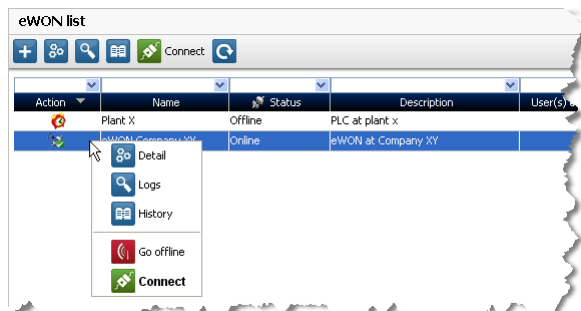 eWON list
Connect
Action Name Status Description User(s)
Plant X Offline PLC at plant x
eWON Company XY Online eWON at Company XY
Detail
Logs
History
Go offline
Connect